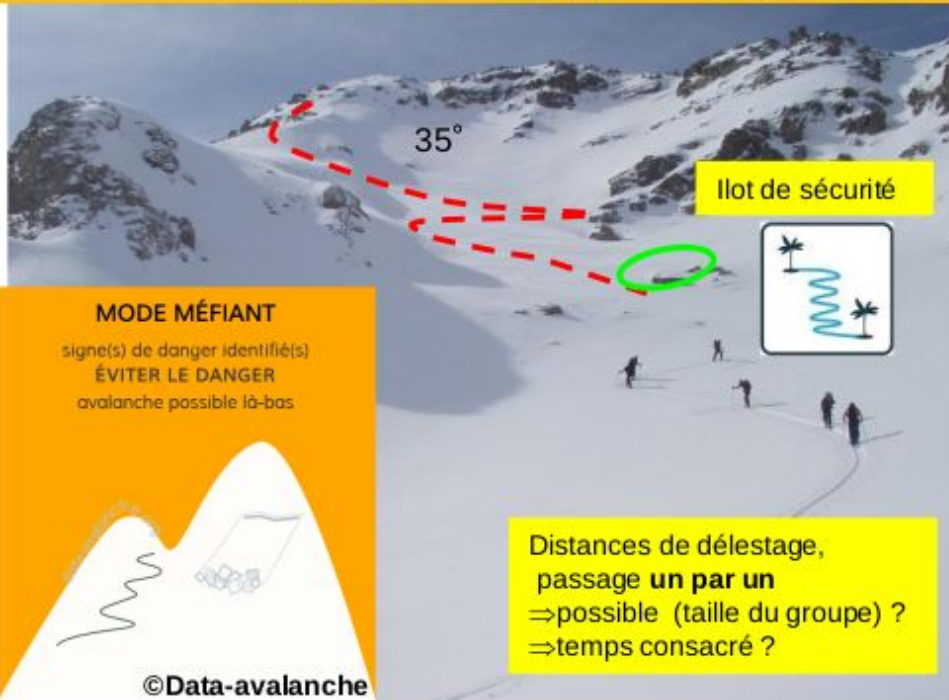 35°
Ilot de sécurité
MODE MÉFIANT
signe(s) de danger identifié(s)
ÉVITER LE DANGER
avalanche possible là-bas
Distances de délestage,
passage un par un
⇒possible (taille du groupe) ?
⇒temps consacré ?
©Data-avalanche